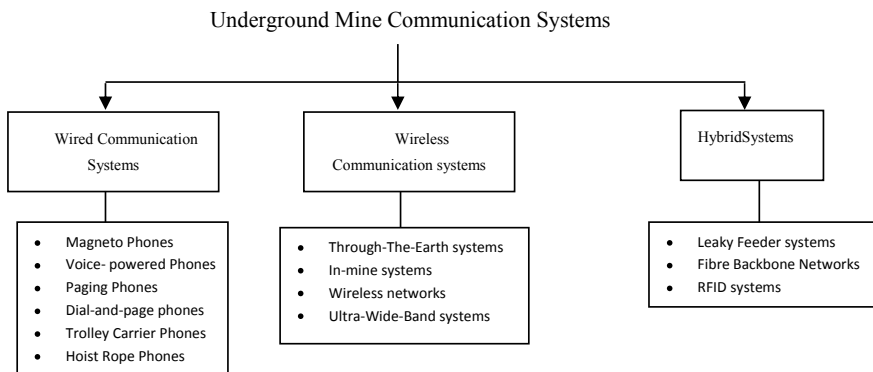 Underground Mine Communication Systems
Wired Communication
Systems
Wireless
Communication systems
HybridSystems
• Magneto Phones
• Voice- powered Phones
• Paging Phones
• Dial-and-page phones
• Trolley Carrier Phones
• Hoist Rope Phones
• Through-The-Earth systems
• In-mine systems
• Wireless networks
• Ultra-Wide-Band systems
• Leaky Feeder systems
• Fibre Backbone Networks
• RFID systems